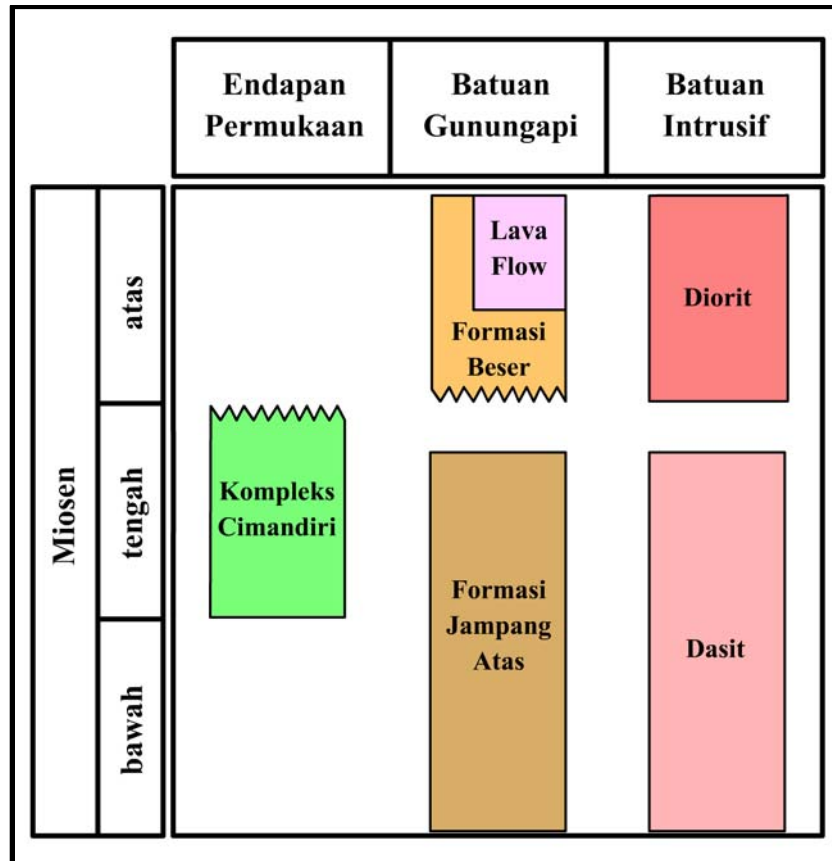 Endapan
Permukaan
Batuan
Gunungapi
Batuan
Intrusif
Miosen
atas
tengah
bawah
Kompleks
Cimandiri
Lava
Flow
Formasi
Beser
Formasi
Jampang
Atas
Diorit
Dasit